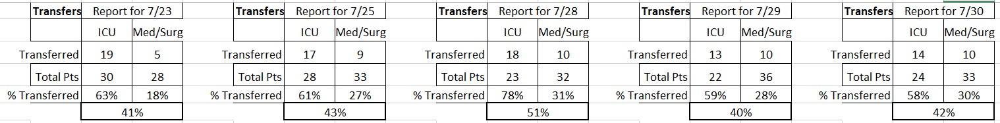 Transfers Report for 7/23 Transfers Report for 7/25 Transfers Report for 7/28 Transfers Report for 7/29 Transfers Report for 7/30
ICU Med/Surg ICU Med/Surg ICU Med/Surg ICU Med/Surg ICU Med/Surg
Transferred 19 5 Transferred 17 9 Transferred 18 10 Transferred 13 10 Transferred 14 10
Total Pts 30 28 Total Pts 28 33 Total Pts 23 32 Total Pts 22 36 Total Pts 24 33
% Transferred 63% 18% % Transferred 61% 27% % Transferred 78% 31% % Transferred 59% 28% % Transferred 58% 30%
41% 43% 51% 40% 42%